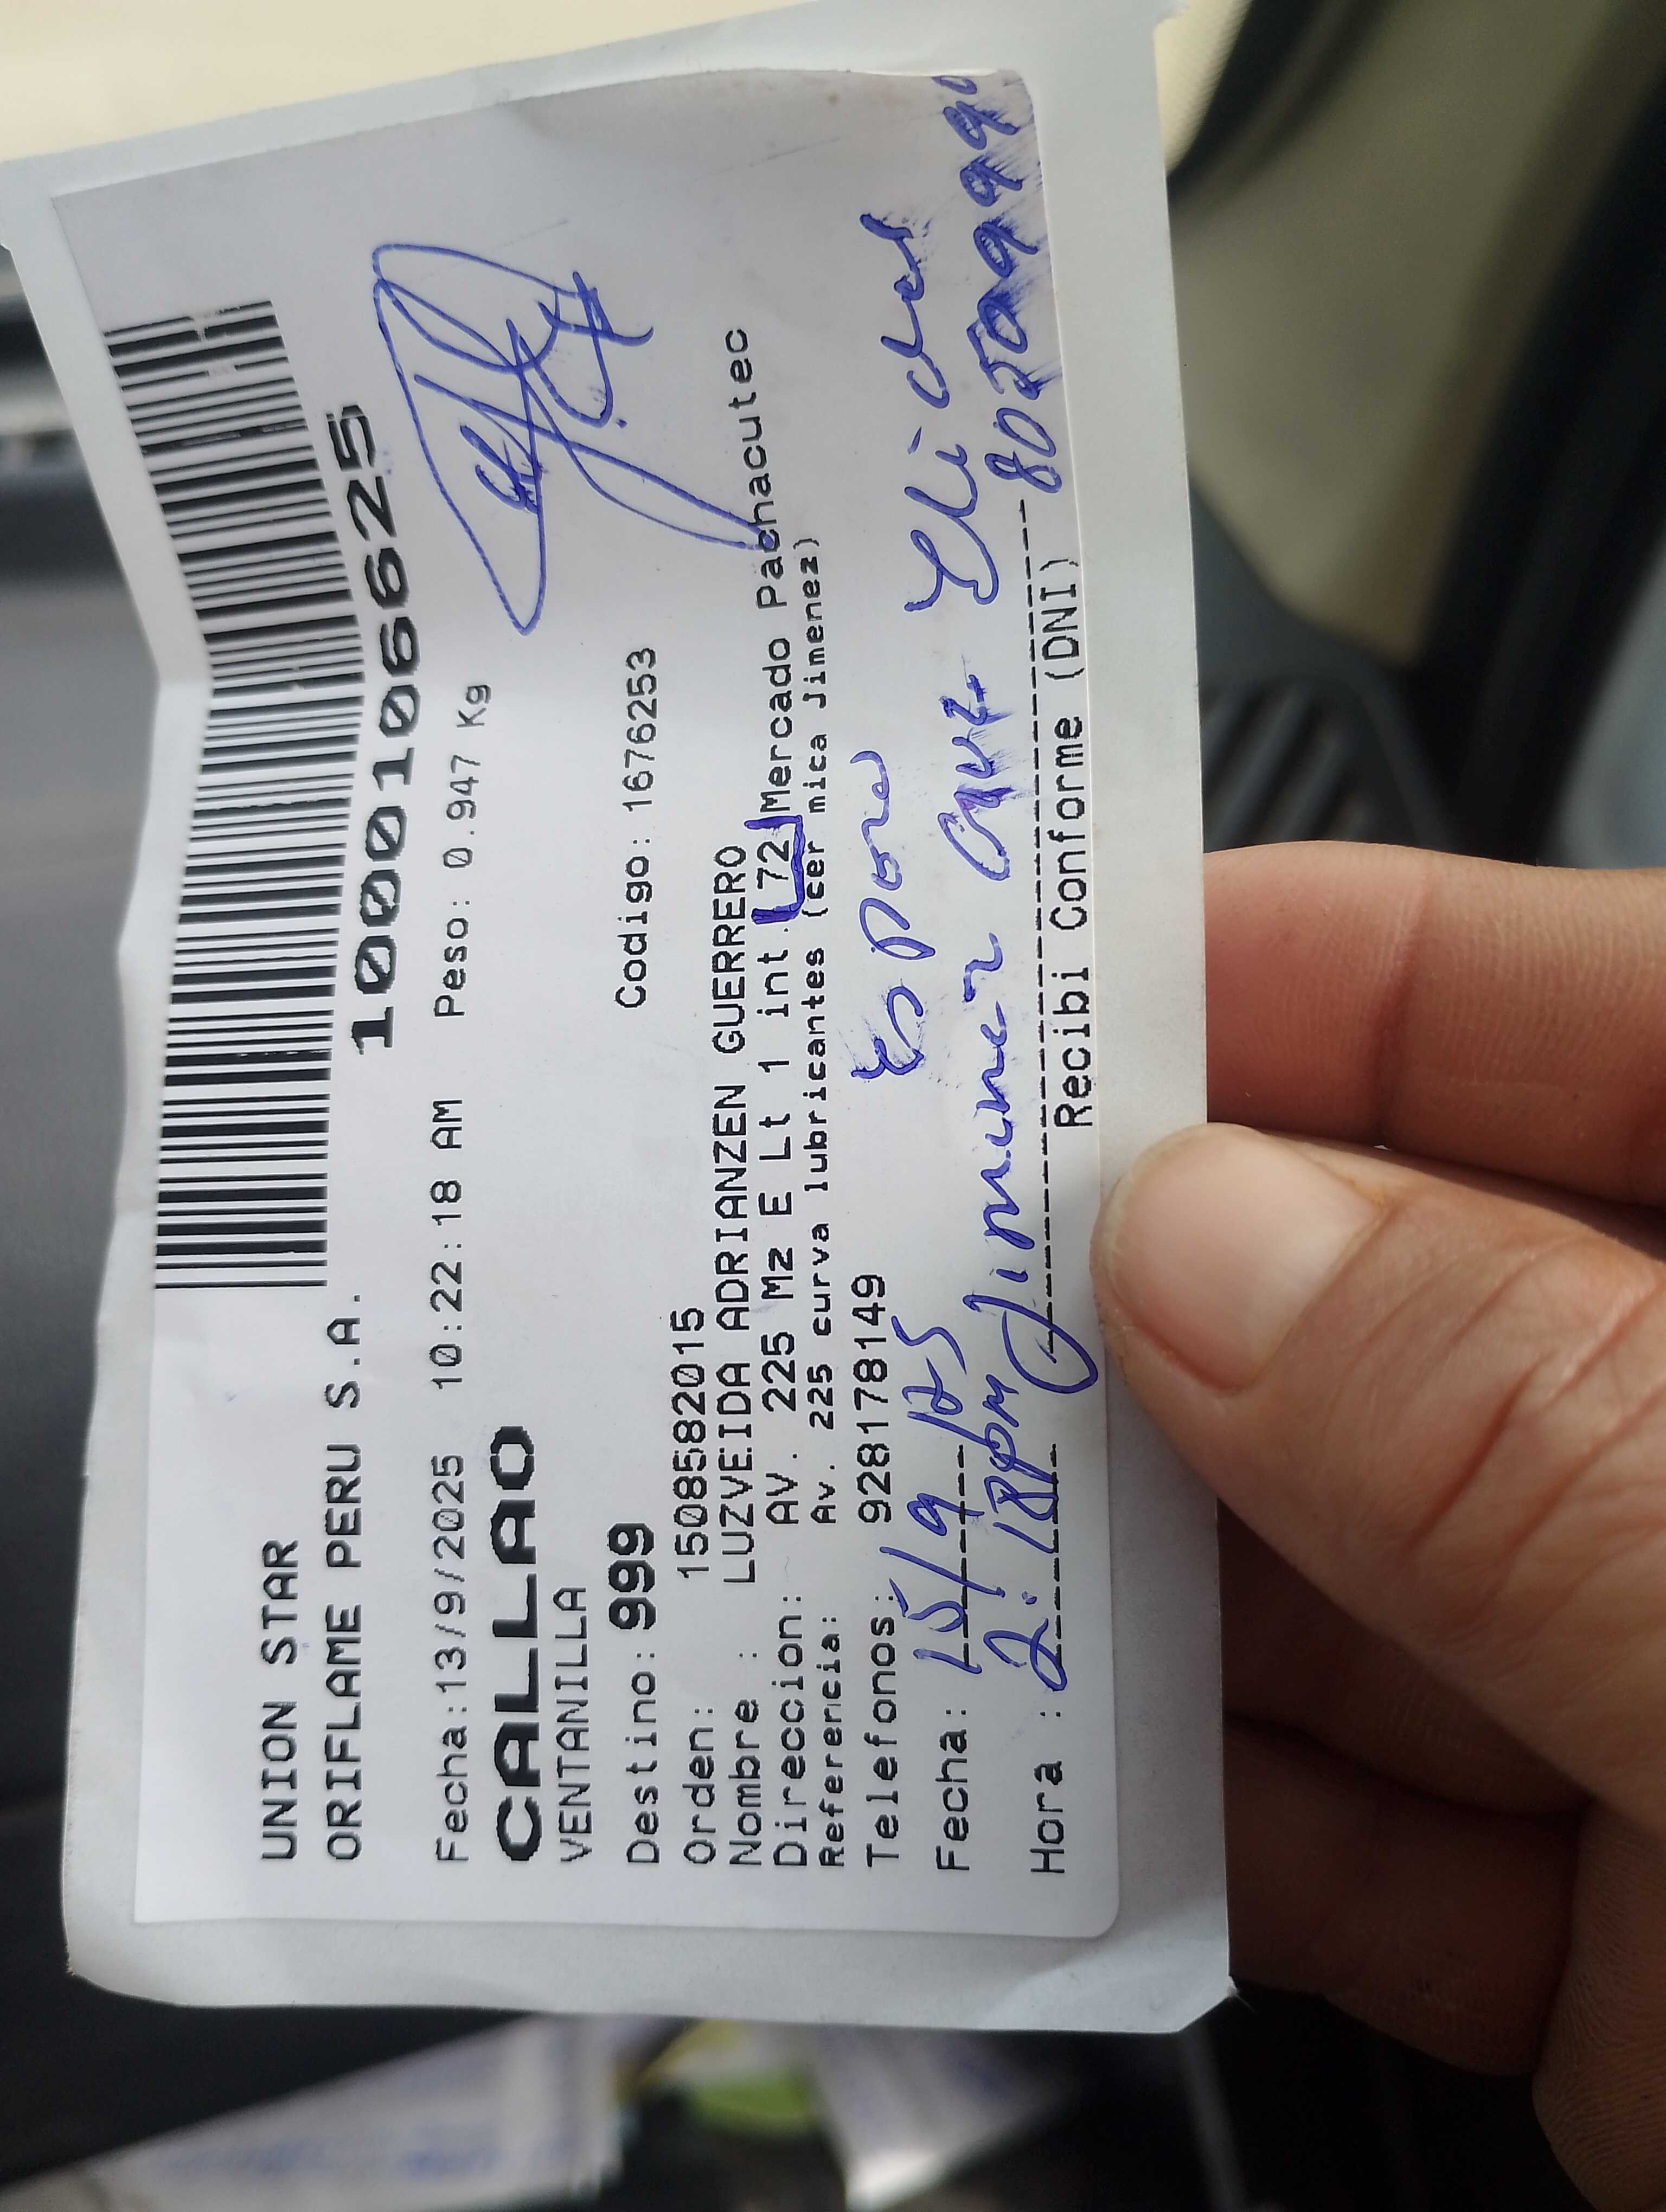 UNION STAR
ORIFLAME PERU S.A.
1000106625
Fecha:13/9/2025 10:22:18 AM Peso: 0.947 Kg
CALLAO
VENTANILLA
Destino: 999 Codigo: 1676253
Orden: 1508582015
Nombre : LUZVEIDA ADRIANZEN GUERRERO
Direccion: AV. 225 Mz E Lt 1 int. 72 Mercado Pachacutec
Referencia: Av. 225 curva lubricantes (cer mica Jimenez)
Telefonos: 928178149
Esposo
Fecha: 15/9/25
Jimenez
Hora : 2:18pm
Recibi Conforme (DNI)